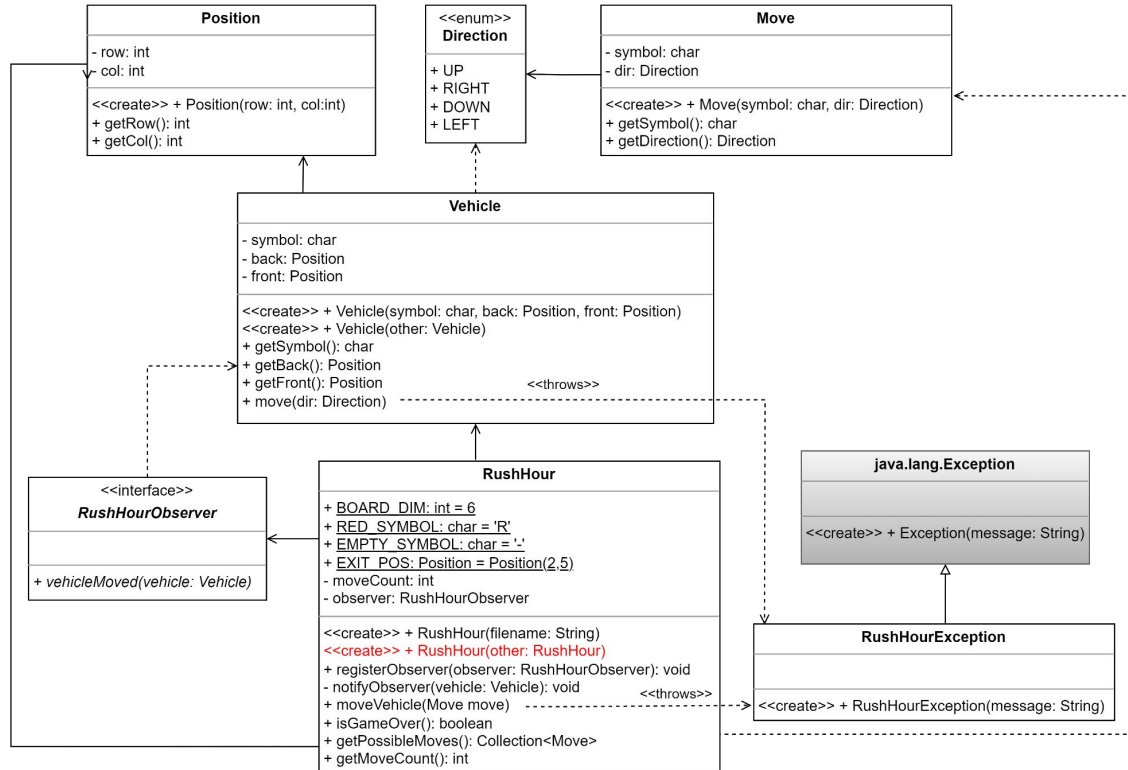 Position
- row: int
- col: int
<<create>> + Position(row: int, col:int)
+ getRow(): int
+ getCol(): int
<<enum>>
Direction
+ UP
+ RIGHT
+ DOWN
+ LEFT
Move
- symbol: char
- dir: Direction
<<create>> + Move(symbol: char, dir: Direction)
+ getSymbol(): char
+ getDirection(): Direction
Vehicle
- symbol: char
- back: Position
- front: Position
<<create>> + Vehicle(symbol: char, back: Position, front: Position)
<<create>> + Vehicle(other: Vehicle)
+ getSymbol(): char
+ getBack(): Position
+ getFront(): Position
+ move(dir: Direction)
<<throws>>
<<interface>>
RushHourObserver
+ vehicleMoved(vehicle: Vehicle)
RushHour
+ BOARD_DIM: int = 6
+ RED_SYMBOL: char = 'R'
+ EMPTY_SYMBOL: char = '-'
+ EXIT_POS: Position = Position(2,5)
- moveCount: int
- observer: RushHourObserver
<<create>> + RushHour(filename: String)
<<create>> + RushHour(other: RushHour)
+ registerObserver(observer: RushHourObserver): void
- notifyObserver(vehicle: Vehicle): void
+ moveVehicle(Move move)
+ isGameOver(): boolean
+ getPossibleMoves(): Collection<Move>
+ getMoveCount(): int
<<throws>>
java.lang.Exception
<<create>> + Exception(message: String)
RushHourException
<<create>> + RushHourException(message: String)